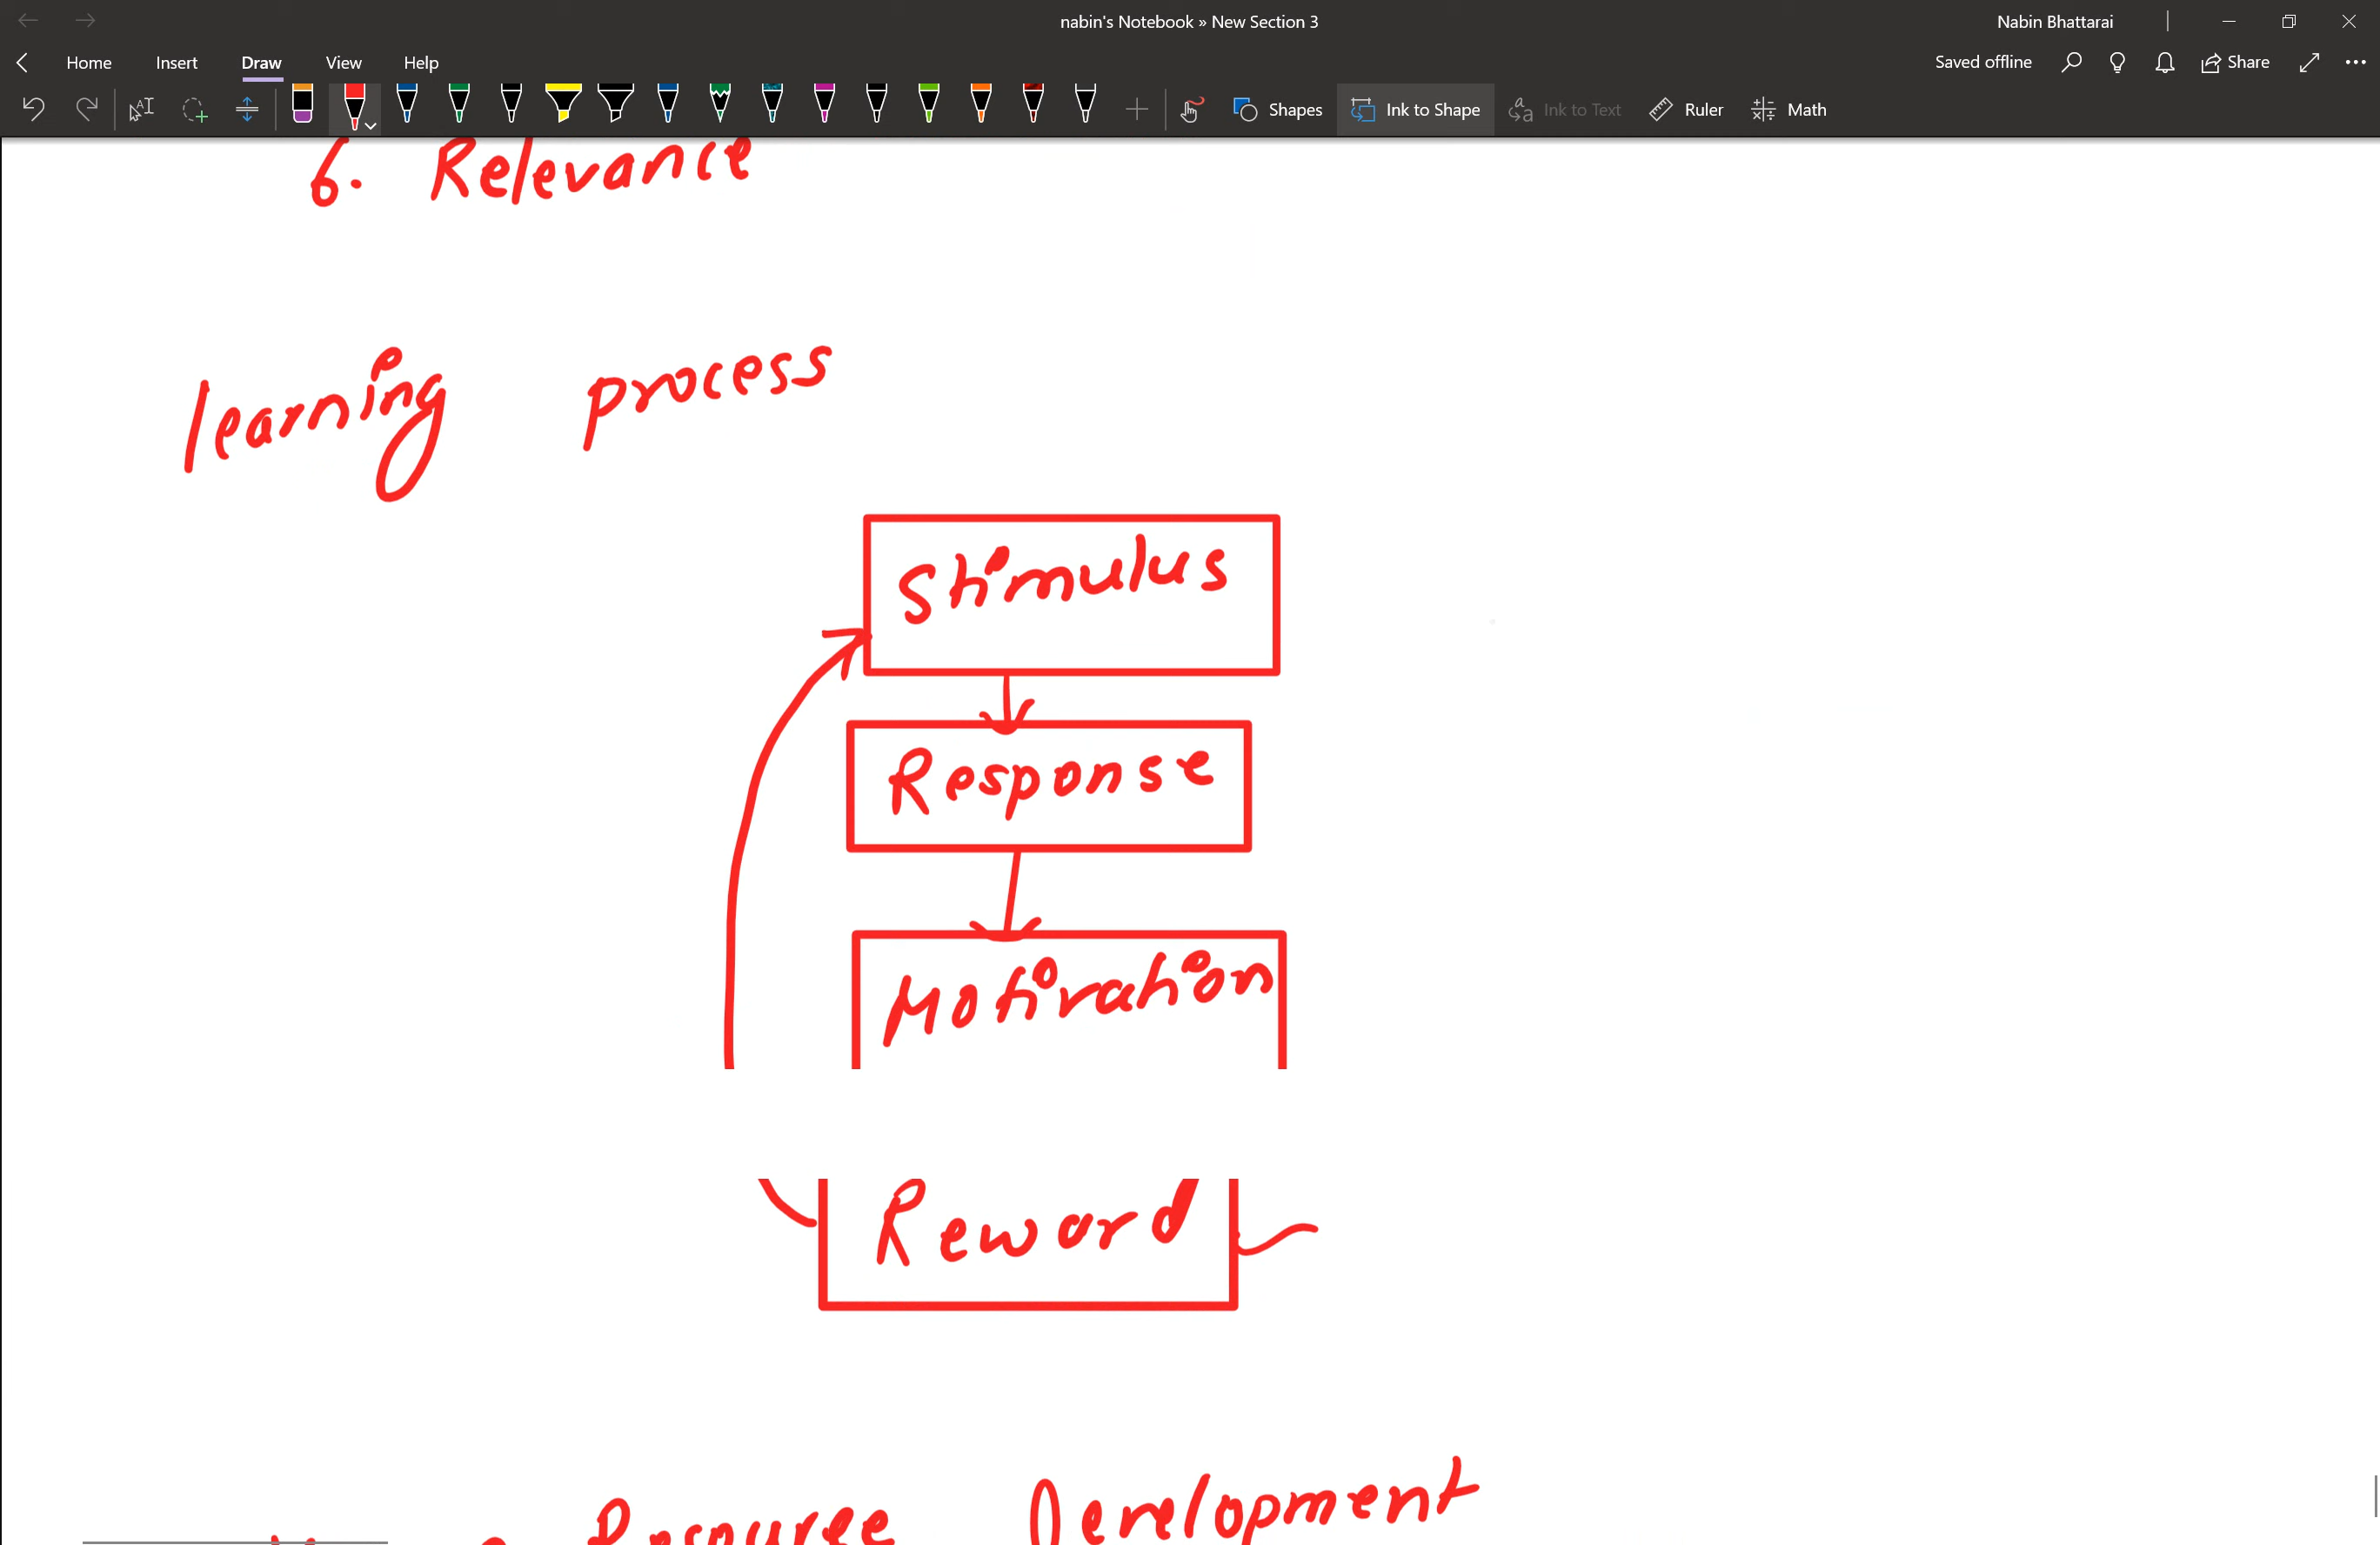 nabin's Notebook » New Section 3
Nabin Bhattarai
Home Insert Draw View Help
Saved offline Share
Shapes Ink to Shape Ink to Text Ruler Math
6. Relevance
learning process
Stimulus
Response
Motivation
Reward
Resource Development